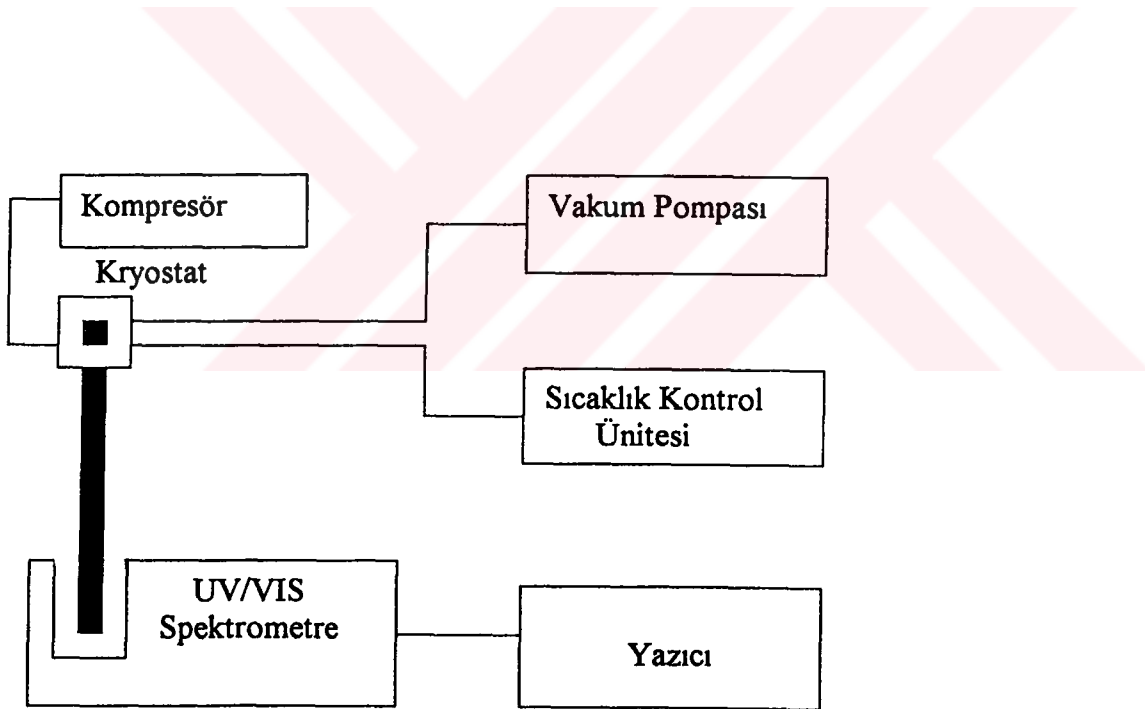 Kompresör
Vakum Pompası
Kryostat
Sıcaklık Kontrol
Ünitesi
UV/VIS
Spektrometre
Yazıcı